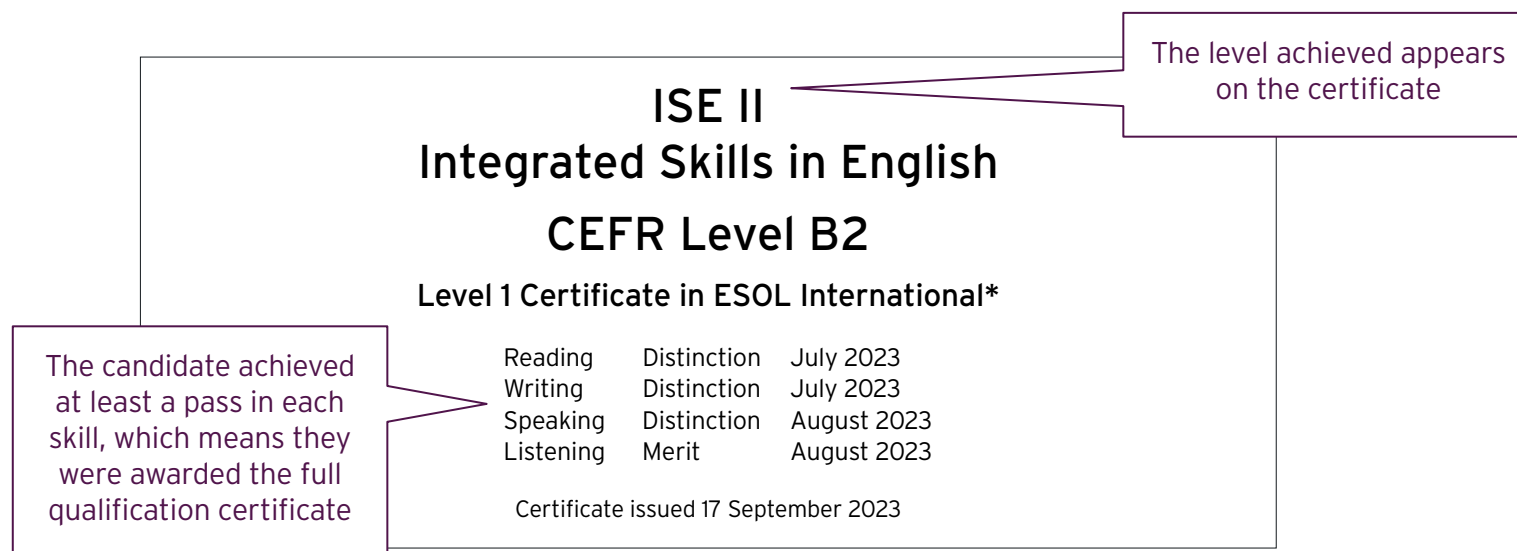 The level achieved appears
on the certificate
ISE II
Integrated Skills in English
CEFR Level B2
Level 1 Certificate in ESOL International*
The candidate achieved
at least a pass in each
skill, which means they
were awarded the full
qualification certificate
Reading Distinction July 2023
Writing Distinction July 2023
Speaking Distinction August 2023
Listening Merit August 2023
Certificate issued 17 September 2023